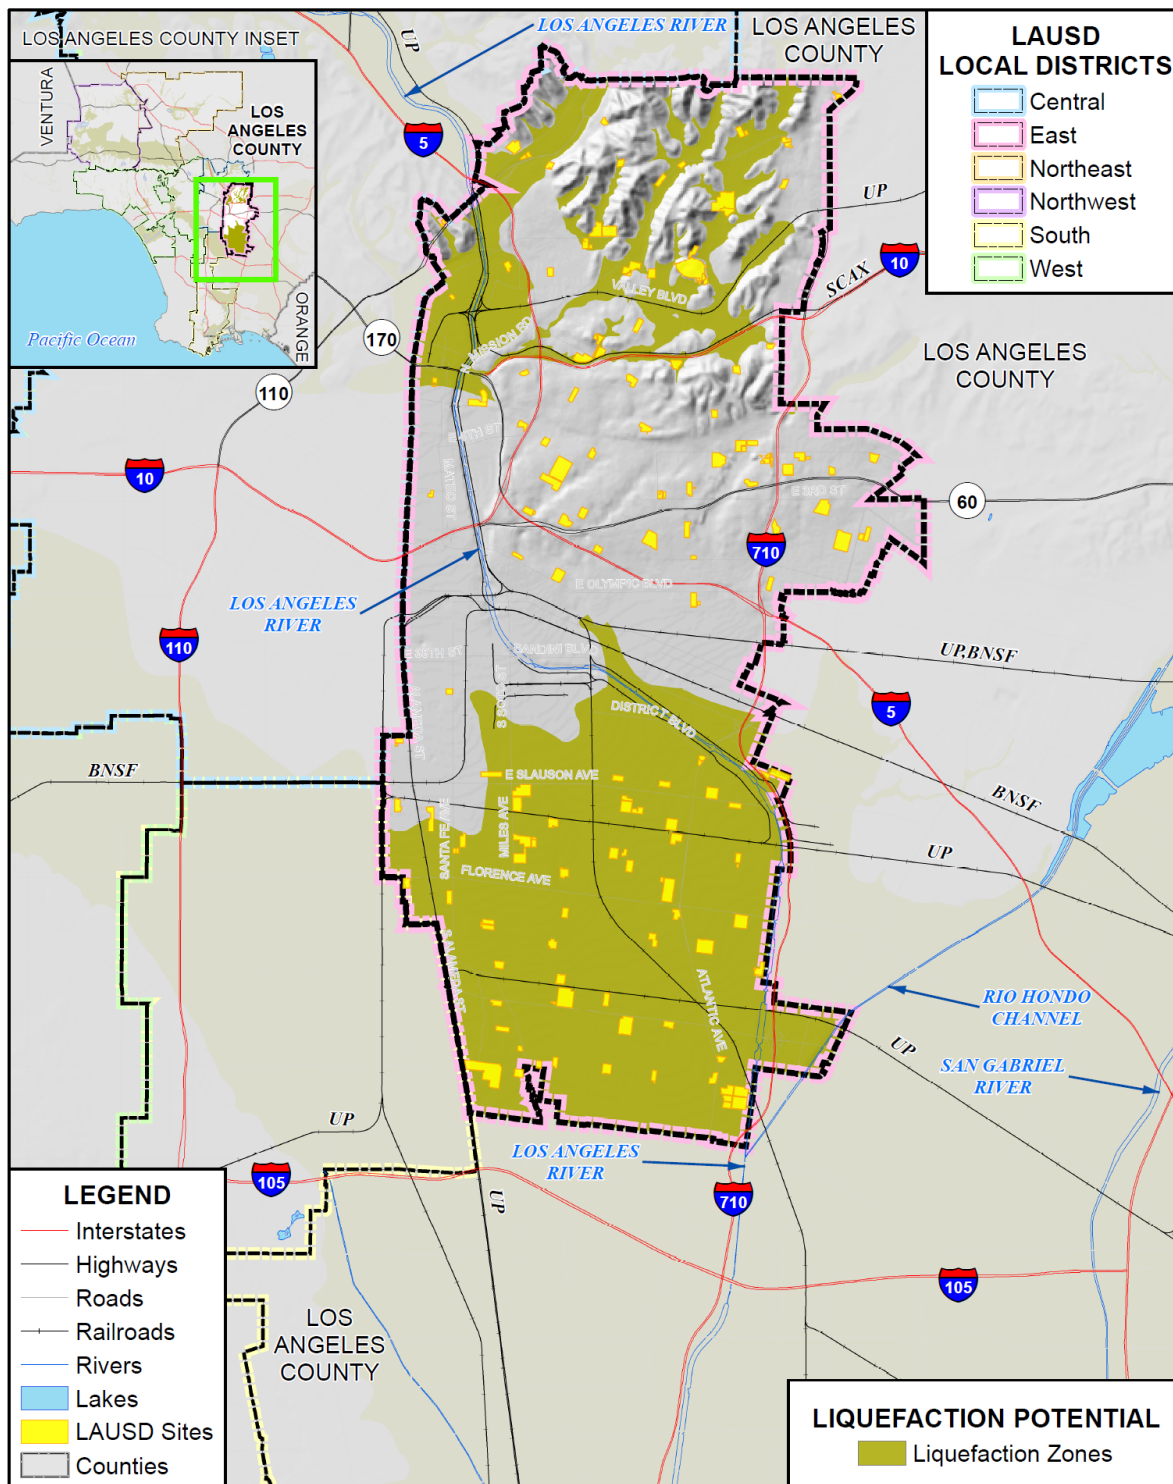 LOS ANGELES COUNTY INSET
VENTURA
LOS
ANGELES
COUNTY
ORANGE
Pacific Ocean
UP
LOS ANGELES RIVER
LOS ANGELES
COUNTY
LAUSD
LOCAL DISTRICTS
Central
East
Northeast
Northwest
South
West
5
UP
10
SCAX
VALLEY BLVD
N MISSION RD
170
110
LOS ANGELES
COUNTY
10
E 4TH ST
E 3RD ST
60
710
LOS ANGELES
RIVER
E OLYMPIC BLVD
110
BANDINI BLVD
UP,BNSF
5
DISTRICT BLVD
BNSF
E SLAUSON AVE
BNSF
SANTA FE AVE
MILES AVE
UP
FLORENCE AVE
S ALAMEDA ST
ATLANTIC AVE
RIO HONDO
CHANNEL
UP
SAN GABRIEL
RIVER
UP
LOS ANGELES
RIVER
105
UP
710
105
LOS
ANGELES
COUNTY
LEGEND
Interstates
Highways
Roads
Railroads
Rivers
Lakes
LAUSD Sites
Counties
LIQUEFACTION POTENTIAL
Liquefaction Zones